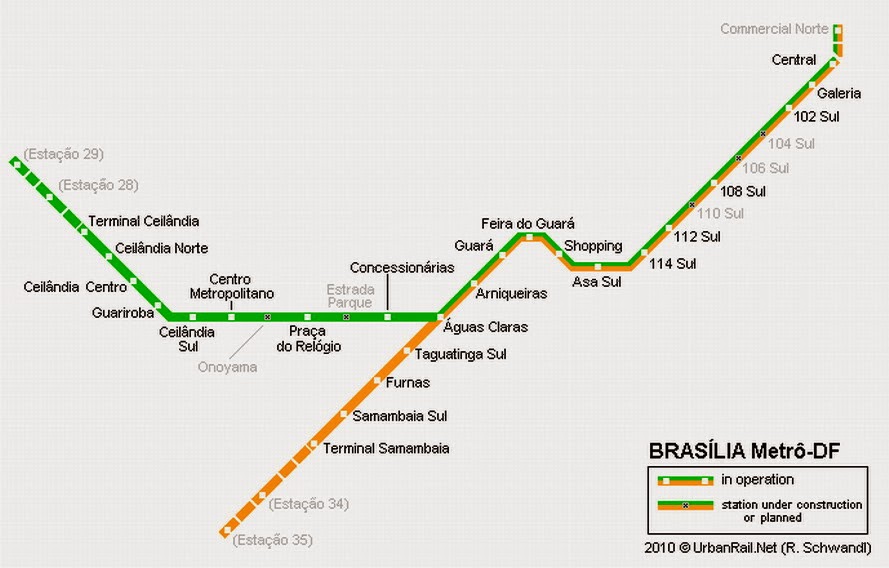 Commercial Norte
Central
Galeria
102 Sul
104 Sul
106 Sul
108 Sul
110 Sul
112 Sul
114 Sul
Asa Sul
Shopping
Feira do Guará
Guará
Arniqueiras
Águas Claras
Concessionárias
Estrada
Parque
Praça
do Relógio
Onoyama
Centro
Metropolitano
Ceilândia
Sul
Guariroba
Ceilândia Centro
Ceilândia Norte
Terminal Ceilândia
(Estação 28)
(Estação 29)
Taguatinga Sul
Furnas
Samambaia Sul
Terminal Samambaia
(Estação 34)
(Estação 35)
BRASÍLIA Metrô-DF
in operation
station under construction
or planned
2010 © UrbanRail.Net (R. Schwandl)